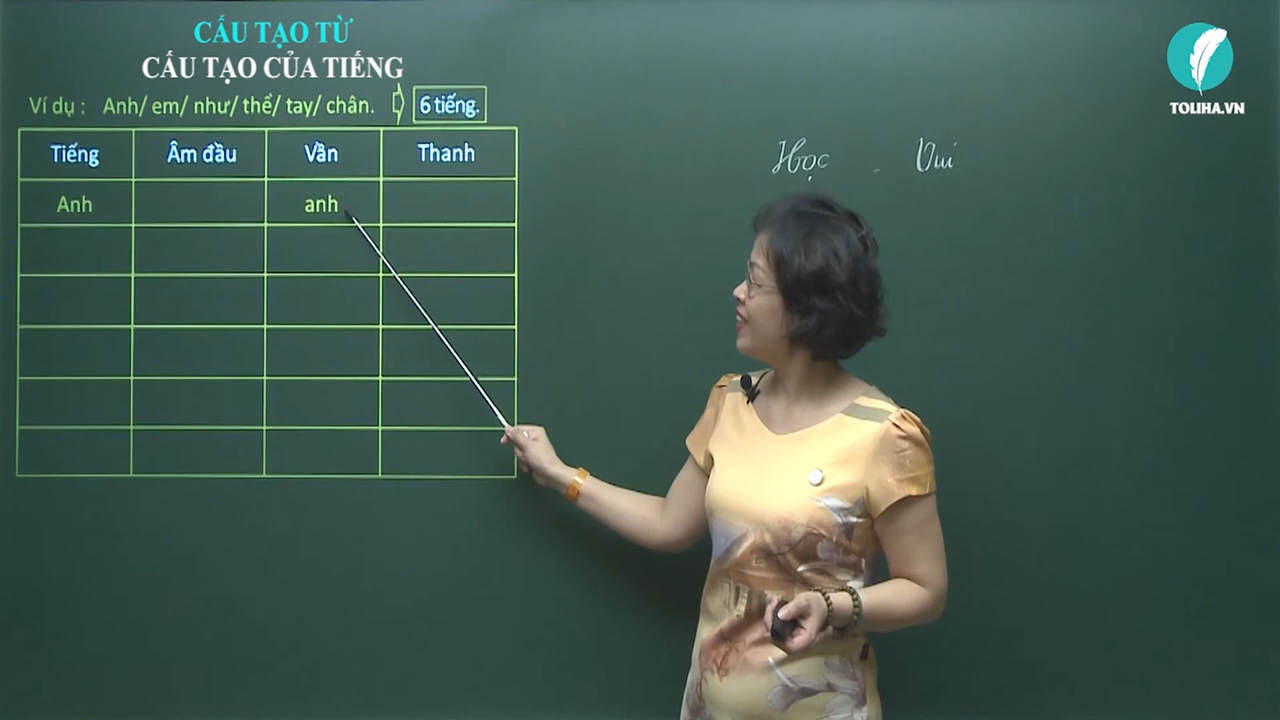 CẤU TẠO TỪ
CẤU TẠO CỦA TIẾNG
Ví dụ : Anh/ em/ như/ thể/ tay/ chân. 6 tiếng.
Tiếng Âm đầu Vần Thanh
Anh anh
Học - Vui
TOLIHA.VN